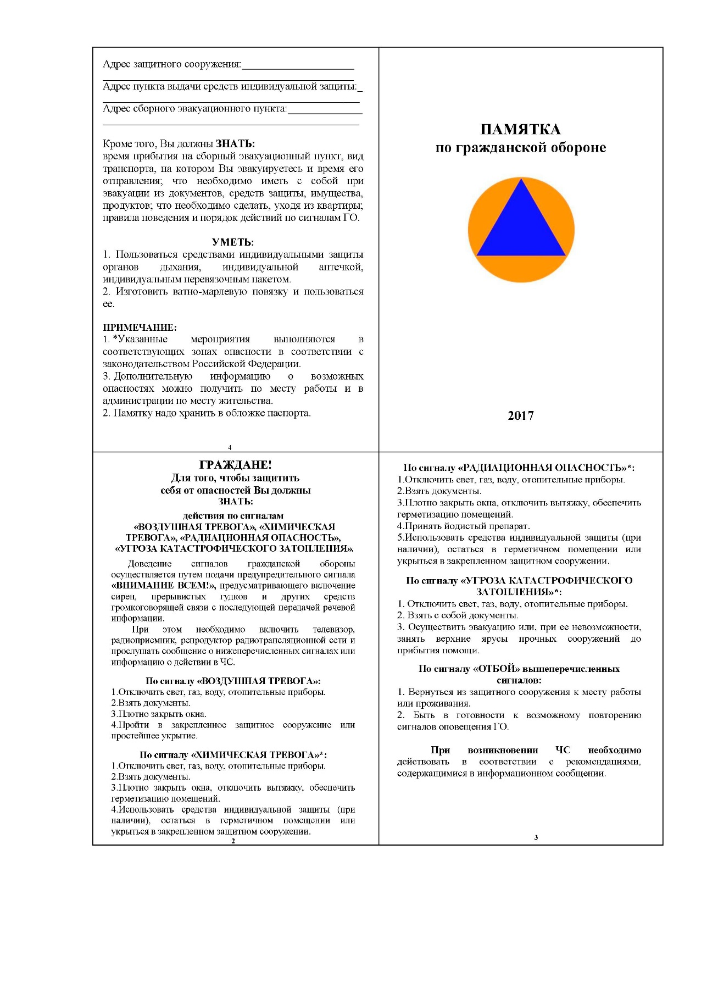 Адрес защитного сооружения:______________________
_________________________________________________
Адрес пункта выдачи средств индивидуальной защиты:_
__________________________________________________
Адрес сборного эвакуационного пункта:_______________
__________________________________________________
Кроме того, Вы должны ЗНАТЬ:
время прибытия на сборный эвакуационный пункт, вид
транспорта, на котором Вы эвакуируетесь и время его
отправления; что необходимо иметь с собой при
эвакуации из документов, средств защиты, имущества,
продуктов; что необходимо сделать, уходя из квартиры;
правила поведения и порядок действий по сигналам ГО.
УМЕТЬ:
1. Пользоваться средствами индивидуальными защиты
органов дыхания, индивидуальной аптечкой,
индивидуальным перевязочным пакетом.
2. Изготовить ватно-марлевую повязку и пользоваться
ее.
ПРИМЕЧАНИЕ:
1. *Указанные мероприятия выполняются в
соответствующих зонах опасности в соответствии с
законодательством Российской Федерации.
3. Дополнительную информацию о возможных
опасностях можно получить по месту работы и в
администрации по месту жительства.
2. Памятку надо хранить в обложке паспорта.
4
ПАМЯТКА
по гражданской обороне
2017
ГРАЖДАНЕ!
Для того, чтобы защитить
себя от опасностей Вы должны
ЗНАТЬ:
действия по сигналам
«ВОЗДУШНАЯ ТРЕВОГА», «ХИМИЧЕСКАЯ
ТРЕВОГА», «РАДИАЦИОННАЯ ОПАСНОСТЬ»,
«УГРОЗА КАТАСТРОФИЧЕСКОГО ЗАТОПЛЕНИЯ».
Доведение сигналов гражданской обороны
осуществляется путем подачи предупредительного сигнала
«ВНИМАНИЕ ВСЕМ!», предусматривающего включение
сирен, прерывистых гудков и других средств
громкоговорящей связи с последующей передачей речевой
информации.
При этом необходимо включить телевизор,
радиоприемник, репродуктор радиотрансляционной сети и
прослушать сообщение о нижеперечисленных сигналах или
информацию о действии в ЧС.
По сигналу «ВОЗДУШНАЯ ТРЕВОГА»:
1.Отключить свет, газ, воду, отопительные приборы.
2.Взять документы.
3.Плотно закрыть окна.
4.Пройти в закрепленное защитное сооружение или
простейшее укрытие.
По сигналу «ХИМИЧЕСКАЯ ТРЕВОГА»*:
1.Отключить свет, газ, воду, отопительные приборы.
2.Взять документы.
3.Плотно закрыть окна, отключить вытяжку, обеспечить
герметизацию помещений.
4.Использовать средства индивидуальной защиты (при
наличии), остаться в герметичном помещении или
укрыться в закрепленном защитном сооружении.
2
По сигналу «РАДИАЦИОННАЯ ОПАСНОСТЬ»*:
1.Отключить свет, газ, воду, отопительные приборы.
2.Взять документы.
3.Плотно закрыть окна, отключить вытяжку, обеспечить
герметизацию помещений.
4.Принять йодистый препарат.
5.Использовать средства индивидуальной защиты (при
наличии), остаться в герметичном помещении или
укрыться в закрепленном защитном сооружении.
По сигналу «УГРОЗА КАТАСТРОФИЧЕСКОГО
ЗАТОПЛЕНИЯ»*:
1. Отключить свет, газ, воду, отопительные приборы.
2. Взять с собой документы.
3. Осуществить эвакуацию или, при ее невозможности,
занять верхние ярусы прочных сооружений до
прибытия помощи.
По сигналу «ОТБОЙ» вышеперечисленных
сигналов:
1. Вернуться из защитного сооружения к месту работы
или проживания.
2. Быть в готовности к возможному повторению
сигналов оповещения ГО.
При возникновении ЧС необходимо
действовать в соответствии с рекомендациями,
содержащимися в информационном сообщении.
3